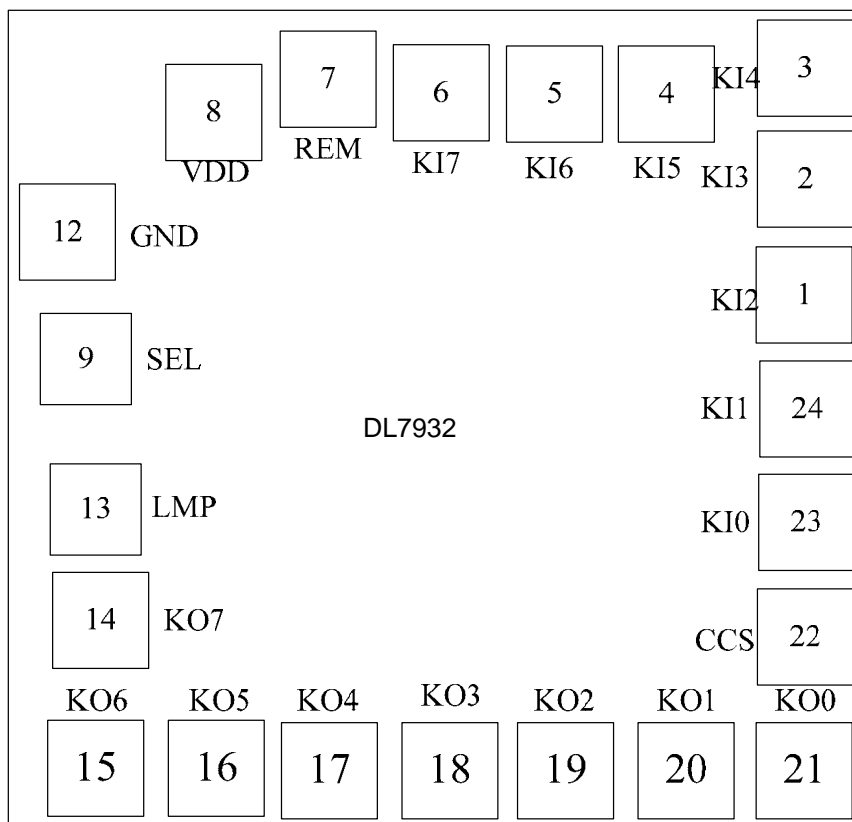 7
6
5
4
KI4 3
8
VDD
REM
KI7
KI6
KI5
KI3 2
12 GND
KI2 1
9 SEL
KI1 24
DL7932
13 LMP
KI0 23
14 KO7
CCS 22
KO6 KO5 KO4 KO3 KO2 KO1 KO0
15 16 17 18 19 20 21